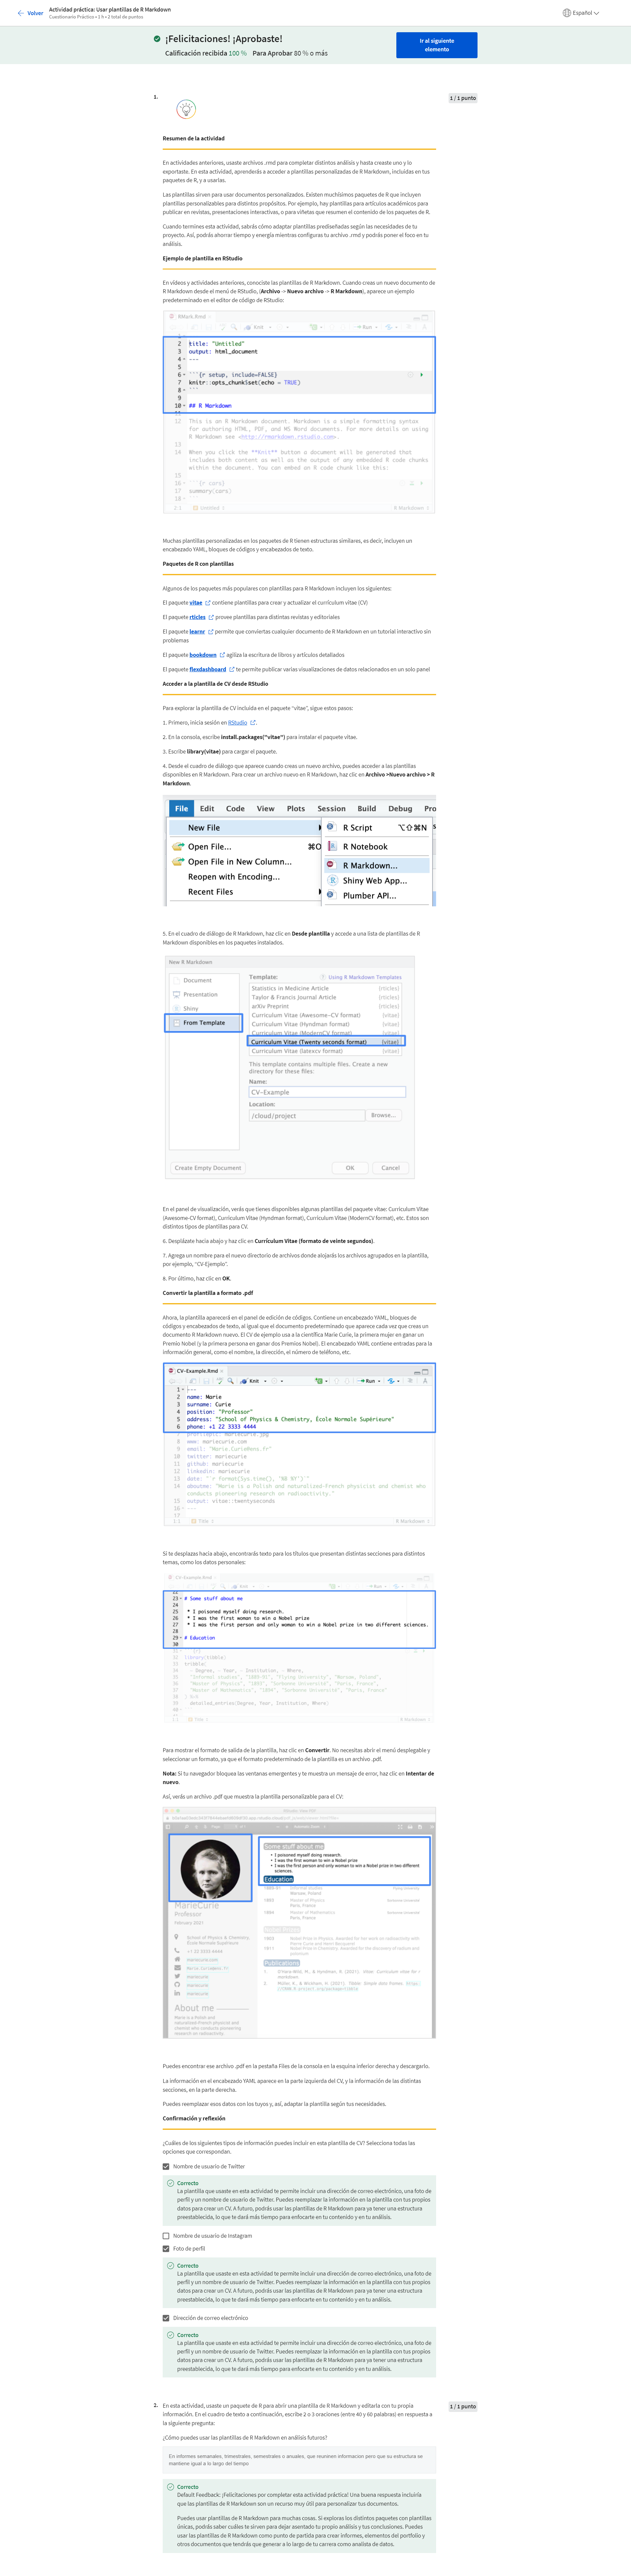 Volver
Actividad práctica: Usar plantillas de R Markdown
Cuestionario Práctico • 1 h • 2 total de puntos
Español
¡Felicitaciones! ¡Aprobaste!
Calificación recibida 100 % Para Aprobar 80 % o más
Ir al siguiente
elemento
1.
1 / 1 punto
Resumen de la actividad
En actividades anteriores, usaste archivos .rmd para completar distintos análisis y hasta creaste uno y lo
exportaste. En esta actividad, aprenderás a acceder a plantillas personalizadas de R Markdown, incluidas en tus
paquetes de R, y a usarlas.
Las plantillas sirven para usar documentos personalizados. Existen muchísimos paquetes de R que incluyen
plantillas personalizables para distintos propósitos. Por ejemplo, hay plantillas para artículos académicos para
publicar en revistas, presentaciones interactivas, o para viñetas que resumen el contenido de los paquetes de R.
Cuando termines esta actividad, sabrás cómo adaptar plantillas prediseñadas según las necesidades de tu
proyecto. Así, podrás ahorrar tiempo y energía mientras configuras tu archivo .rmd y podrás poner el foco en tu
análisis.
Ejemplo de plantilla en RStudio
En vídeos y actividades anteriores, conociste las plantillas de R Markdown. Cuando creas un nuevo documento de
R Markdown desde el menú de RStudio, (Archivo -> Nuevo archivo -> R Markdown), aparece un ejemplo
predeterminado en el editor de código de RStudio:
RMark.Rmd
Knit
Run
1
2 title: "Untitled"
3 output: html_document
4 ---
5
6 ```{r setup, include=FALSE}
7 knitr::opts_chunk$set(echo = TRUE)
8 ```
9
10 ## R Markdown
11
12 This is an R Markdown document. Markdown is a simple formatting syntax
for authoring HTML, PDF, and MS Word documents. For more details on using
R Markdown see <http://rmarkdown.rstudio.com>.
13
14 When you click the **Knit** button a document will be generated that
includes both content as well as the output of any embedded R code chunks
within the document. You can embed an R code chunk like this:
15
16 ```{r cars}
17 summary(cars)
18
2:1 Untitled R Markdown
Muchas plantillas personalizadas en los paquetes de R tienen estructuras similares, es decir, incluyen un
encabezado YAML, bloques de códigos y encabezados de texto.
Paquetes de R con plantillas
Algunos de los paquetes más populares con plantillas para R Markdown incluyen los siguientes:
El paquete vitae contiene plantillas para crear y actualizar el currículum vitae (CV)
El paquete rticles provee plantillas para distintas revistas y editoriales
El paquete learnr permite que conviertas cualquier documento de R Markdown en un tutorial interactivo sin
problemas
El paquete bookdown agiliza la escritura de libros y artículos detallados
El paquete flexdashboard te permite publicar varias visualizaciones de datos relacionados en un solo panel
Acceder a la plantilla de CV desde RStudio
Para explorar la plantilla de CV incluida en el paquete “vitae”, sigue estos pasos:
1. Primero, inicia sesión en RStudio.
2. En la consola, escribe install.packages("vitae") para instalar el paquete vitae.
3. Escribe library(vitae) para cargar el paquete.
4. Desde el cuadro de diálogo que aparece cuando creas un nuevo archivo, puedes acceder a las plantillas
disponibles en R Markdown. Para crear un archivo nuevo en R Markdown, haz clic en Archivo >Nuevo archivo > R
Markdown.
File Edit Code View Plots Session Build Debug Pro
New File
Open File... ⌘O
Open File in New Column...
Reopen with Encoding...
Recent Files
R Script ⌥⇧⌘N
R Notebook
R Markdown...
Shiny Web App...
Plumber API...
5. En el cuadro de diálogo de R Markdown, haz clic en Desde plantilla y accede a una lista de plantillas de R
Markdown disponibles en los paquetes instalados.
New R Markdown
Document
Presentation
Shiny
From Template
Template: Using R Markdown Templates
Statistics in Medicine Article {rticles}
Taylor & Francis Journal Article {rticles}
arXiv Preprint {rticles}
Curriculum Vitae (Awesome-CV format) {vitae}
Curriculum Vitae (Hyndman format) {vitae}
Curriculum Vitae (ModernCV format) {vitae}
Curriculum Vitae (Twenty seconds format) {vitae}
Curriculum Vitae (latexcv format) {vitae}
This template contains multiple files. Create a new
directory for these files:
Name:
CV-Example
Location:
/cloud/project Browse...
Create Empty Document OK Cancel
En el panel de visualización, verás que tienes disponibles algunas plantillas del paquete vitae: Curriculum Vitae
(Awesome-CV format), Curriculum Vitae (Hyndman format), Curriculum Vitae (ModernCV format), etc. Estos son
distintos tipos de plantillas para CV.
6. Desplázate hacia abajo y haz clic en Currículum Vitae (formato de veinte segundos).
7. Agrega un nombre para el nuevo directorio de archivos donde alojarás los archivos agrupados en la plantilla,
por ejemplo, “CV-Ejemplo”.
8. Por último, haz clic en OK.
Convertir la plantilla a formato .pdf
Ahora, la plantilla aparecerá en el panel de edición de códigos. Contiene un encabezado YAML, bloques de
códigos y encabezados de texto, al igual que el documento predeterminado que aparece cada vez que creas un
documento R Markdown nuevo. El CV de ejemplo usa a la científica Marie Curie, la primera mujer en ganar un
Premio Nobel (y la primera persona en ganar dos Premios Nobel). El encabezado YAML contiene entradas para la
información general, como el nombre, la dirección, el número de teléfono, etc.
CV-Example.Rmd
Knit
Run
1 ---
2 name: Marie
3 surname: Curie
4 position: "Professor"
5 address: "School of Physics & Chemistry, École Normale Supérieure"
6 phone: +1 22 3333 4444
7 profilepic: mariecurie.jpg
8 www: mariecurie.com
9 email: "Marie.Curie@ens.fr"
10 twitter: mariecurie
11 github: mariecurie
12 linkedin: mariecurie
13 date: "`r format(Sys.time(), '%B %Y')`"
14 aboutme: "Marie is a Polish and naturalized-French physicist and chemist who
conducts pioneering research on radioactivity."
15 output: vitae::twentyseconds
16 ---
17
1:1 Title R Markdown
Si te desplazas hacia abajo, encontrarás texto para los títulos que presentan distintas secciones para distintos
temas, como los datos personales:
CV-Example.Rmd
22
23 # Some stuff about me
24
25 * I poisoned myself doing research.
26 * I was the first woman to win a Nobel prize
27 * I was the first person and only woman to win a Nobel prize in two different sciences.
28
29 # Education
30
library(tibble)
tribble(
~ Degree, ~ Year, ~ Institution, ~ Where,
"Informal studies", "1889-91", "Flying University", "Warsaw, Poland",
"Master of Physics", "1893", "Sorbonne Université", "Paris, France",
"Master of Mathematics", "1894", "Sorbonne Université", "Paris, France"
) %>%
detailed_entries(Degree, Year, Institution, Where)
Para mostrar el formato de salida de la plantilla, haz clic en Convertir. No necesitas abrir el menú desplegable y
seleccionar un formato, ya que el formato predeterminado de la plantilla es un archivo .pdf.
Nota: Si tu navegador bloquea las ventanas emergentes y te muestra un mensaje de error, haz clic en Intentar de
nuevo.
Así, verás un archivo .pdf que muestra la plantilla personalizable para el CV:
MarieCurie
Professor
February 2021
School of Physics & Chemistry,
École Normale Supérieure
+1 22 3333 4444
mariecurie.com
Marie.Curie@ens.fr
mariecurie
mariecurie
mariecurie
About me
Marie is a Polish and
naturalized-French physicist and
chemist who conducts pioneering
research on radioactivity.
Some stuff about me
• I poisoned myself doing research.
• I was the first woman to win a Nobel prize
• I was the first person and only woman to win a Nobel prize in two different
sciences.
Education
Puedes encontrar ese archivo .pdf en la pestaña Files de la consola en la esquina inferior derecha y descargarlo.
La información en el encabezado YAML aparece en la parte izquierda del CV, y la información de las distintas
secciones, en la parte derecha.
Puedes reemplazar esos datos con los tuyos y, así, adaptar la plantilla según tus necesidades.
Confirmación y reflexión
¿Cuáles de los siguientes tipos de información puedes incluir en esta plantilla de CV? Selecciona todas las
opciones que correspondan.
Nombre de usuario de Twitter
Correcto
La plantilla que usaste en esta actividad te permite incluir una dirección de correo electrónico, una foto de
perfil y un nombre de usuario de Twitter. Puedes reemplazar la información en la plantilla con tus propios
datos para crear un CV. A futuro, podrás usar las plantillas de R Markdown para ya tener una estructura
preestablecida, lo que te dará más tiempo para enfocarte en tu contenido y en tu análisis.
Nombre de usuario de Instagram
Foto de perfil
Correcto
La plantilla que usaste en esta actividad te permite incluir una dirección de correo electrónico, una foto de
perfil y un nombre de usuario de Twitter. Puedes reemplazar la información en la plantilla con tus propios
datos para crear un CV. A futuro, podrás usar las plantillas de R Markdown para ya tener una estructura
preestablecida, lo que te dará más tiempo para enfocarte en tu contenido y en tu análisis.
Dirección de correo electrónico
Correcto
La plantilla que usaste en esta actividad te permite incluir una dirección de correo electrónico, una foto de
perfil y un nombre de usuario de Twitter. Puedes reemplazar la información en la plantilla con tus propios
datos para crear un CV. A futuro, podrás usar las plantillas de R Markdown para ya tener una estructura
preestablecida, lo que te dará más tiempo para enfocarte en tu contenido y en tu análisis.
2.
1 / 1 punto
En esta actividad, usaste un paquete de R para abrir una plantilla de R Markdown y editarla con tu propia
información. En el cuadro de texto a continuación, escribe 2 o 3 oraciones (entre 40 y 60 palabras) en respuesta a
la siguiente pregunta:
¿Cómo puedes usar las plantillas de R Markdown en análisis futuros?
En informes semanales, trimestrales, semestrales o anuales, que reuninen informacion pero que su estructura se
mantiene igual a lo largo del tiempo
Correcto
Default Feedback: ¡Felicitaciones por completar esta actividad práctica! Una buena respuesta incluiría
que las plantillas de R Markdown son un recurso muy útil para personalizar tus documentos.
Puedes usar plantillas de R Markdown para muchas cosas. Si exploras los distintos paquetes con plantillas
únicas, podrás saber cuáles te sirven para dejar asentado tu propio análisis y tus conclusiones. Puedes
usar las plantillas de R Markdown como punto de partida para crear informes, elementos del portfolio y
otros documentos que tendrás que generar a lo largo de tu carrera como analista de datos.